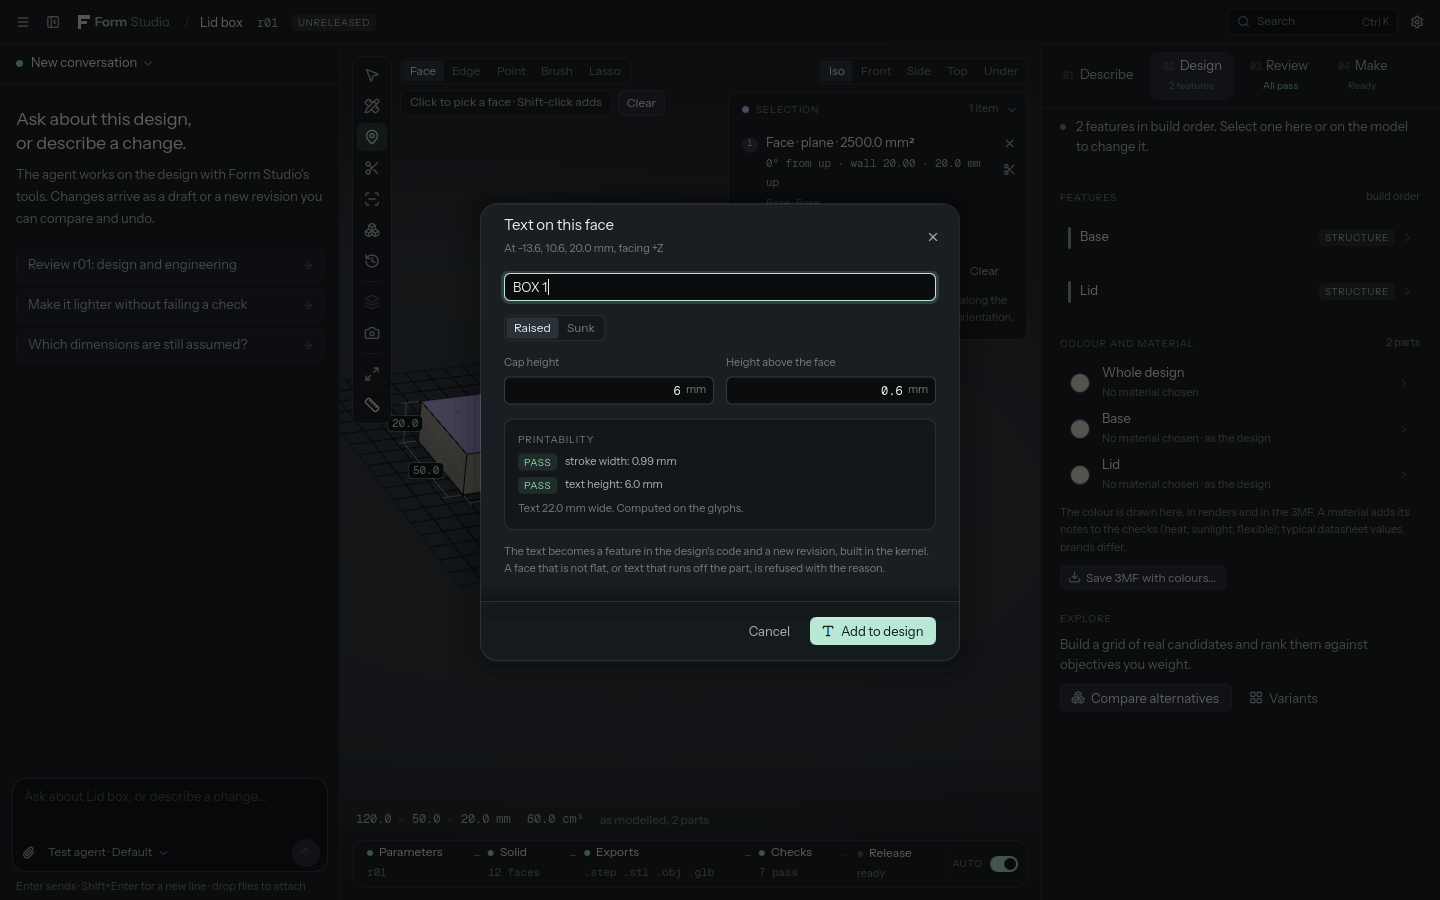 Form Studio / Lid box r01 UNRELEASED
Search Ctrl K
New conversation
Ask about this design,
or describe a change.
The agent works on the design with Form Studio's
tools. Changes arrive as a draft or a new revision you
can compare and undo.
Review r01: design and engineering
Make it lighter without failing a check
Which dimensions are still assumed?
Ask about Lid box, or describe a change...
Test agent · Default
Enter sends · Shift+Enter for a new line · drop files to attach
Face Edge Point Brush Lasso
Iso Front Side Top Under
Click to pick a face · Shift-click adds
Clear
SELECTION 1 item
1 Face · plane · 2500.0 mm²
0° from up · wall 20.00 · 20.0 mm
up
Clear
along the
orientation.
20.0
50.0
Text on this face
At -13.6, 10.6, 20.0 mm, facing +Z
BOX 1
Raised Sunk
Cap height
6 mm
Height above the face
0.6 mm
PRINTABILITY
PASS stroke width: 0.99 mm
PASS text height: 6.0 mm
Text 22.0 mm wide. Computed on the glyphs.
The text becomes a feature in the design's code and a new revision, built in the kernel.
A face that is not flat, or text that runs off the part, is refused with the reason.
Cancel
Add to design
120.0 × 50.0 × 20.0 mm · 60.0 cm³ · as modelled, 2 parts
Parameters
r01
Solid
12 faces
Exports
.step .stl .obj .glb
Checks
7 pass
Release
ready
AUTO
01 Describe
02 Design
2 features
03 Review
All pass
04 Make
Ready
2 features in build order. Select one here or on the model
to change it.
FEATURES build order
Base STRUCTURE
Lid STRUCTURE
COLOUR AND MATERIAL 2 parts
Whole design
No material chosen
Base
No material chosen · as the design
Lid
No material chosen · as the design
The colour is drawn here, in renders and in the 3MF. A material adds its
notes to the checks (heat, sunlight, flexible); typical datasheet values,
brands differ.
Save 3MF with colours...
EXPLORE
Build a grid of real candidates and rank them against
objectives you weight.
Compare alternatives
Variants